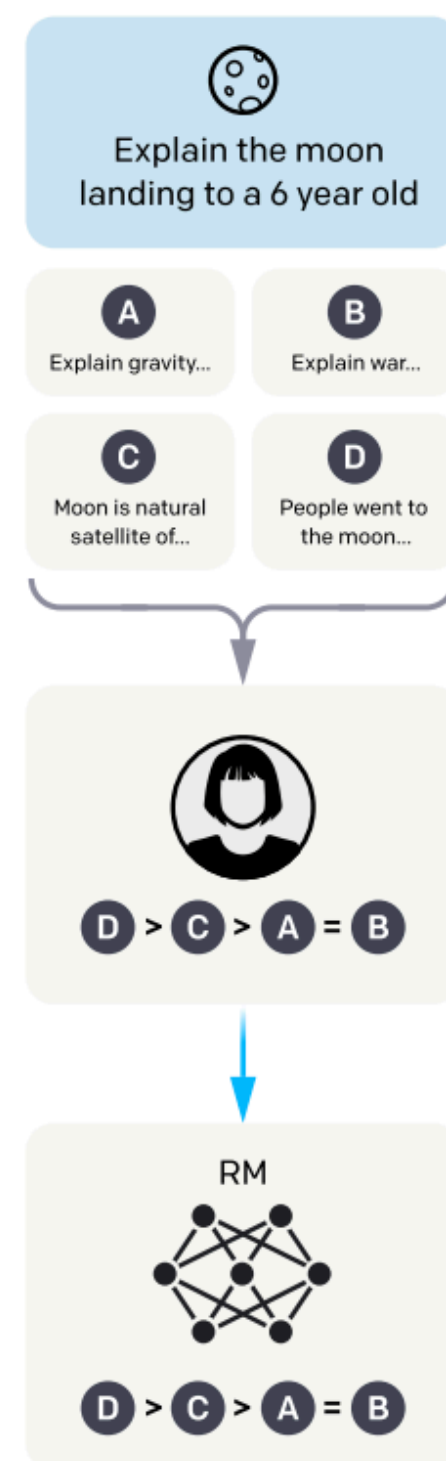 Explain the moon
landing to a 6 year old
A
Explain gravity...
B
Explain war...
C
Moon is natural
satellite of...
D
People went to
the moon...
D > C > A = B
RM
D > C > A = B